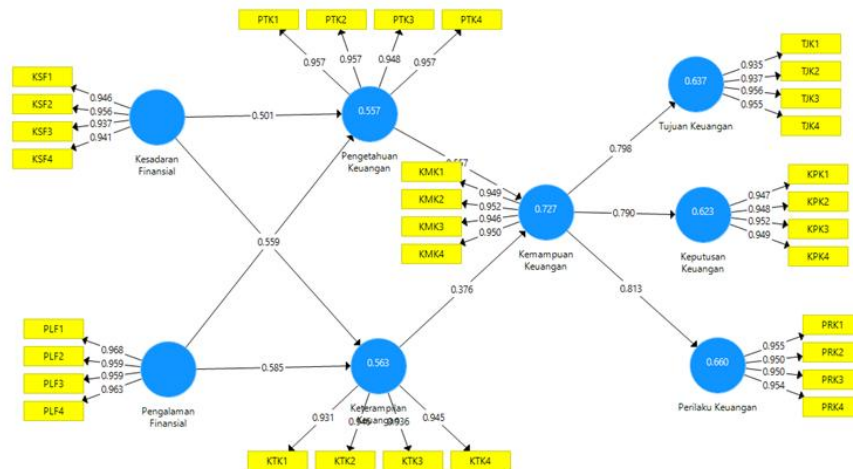 PTK1
PTK2
PTK3
PTK4
0.957
0.957
0.948
0.957
KSF1
KSF2
KSF3
KSF4
0.946
0.956
0.937
0.941
Kesadaran
Finansial
0.501
0.557
Pengetahuan
Keuangan
0.559
KMK1
KMK2
KMK3
KMK4
0.949
0.952
0.946
0.950
0.727
Kemampuan
Keuangan
0.798
0.790
0.813
0.637
Tujuan Keuangan
0.935
0.937
0.956
0.955
TJK1
TJK2
TJK3
TJK4
0.623
Keputusan
Keuangan
0.947
0.948
0.952
0.949
KPK1
KPK2
KPK3
KPK4
0.376
PLF1
PLF2
PLF3
PLF4
0.968
0.959
0.959
0.963
Pengalaman
Finansial
0.585
0.563
Keterampilan
Keuangan
0.931
0.946
0.936
0.945
KTK1
KTK2
KTK3
KTK4
0.660
Perilaku Keuangan
0.955
0.950
0.950
0.954
PRK1
PRK2
PRK3
PRK4